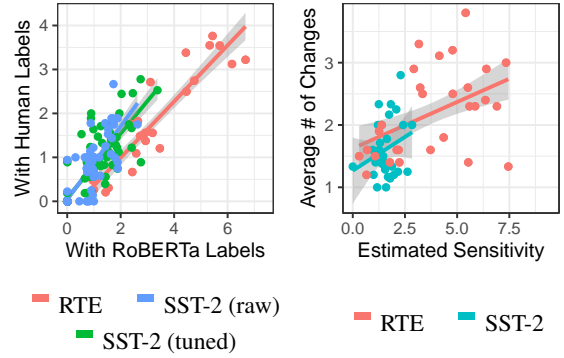 4
3
2
1
0
With Human Labels
0 2 4 6
With RoBERTa Labels
RTE SST-2 (raw)
SST-2 (tuned)
4
3
2
1
Average # of Changes
0.0 2.5 5.0 7.5
Estimated Sensitivity
RTE SST-2